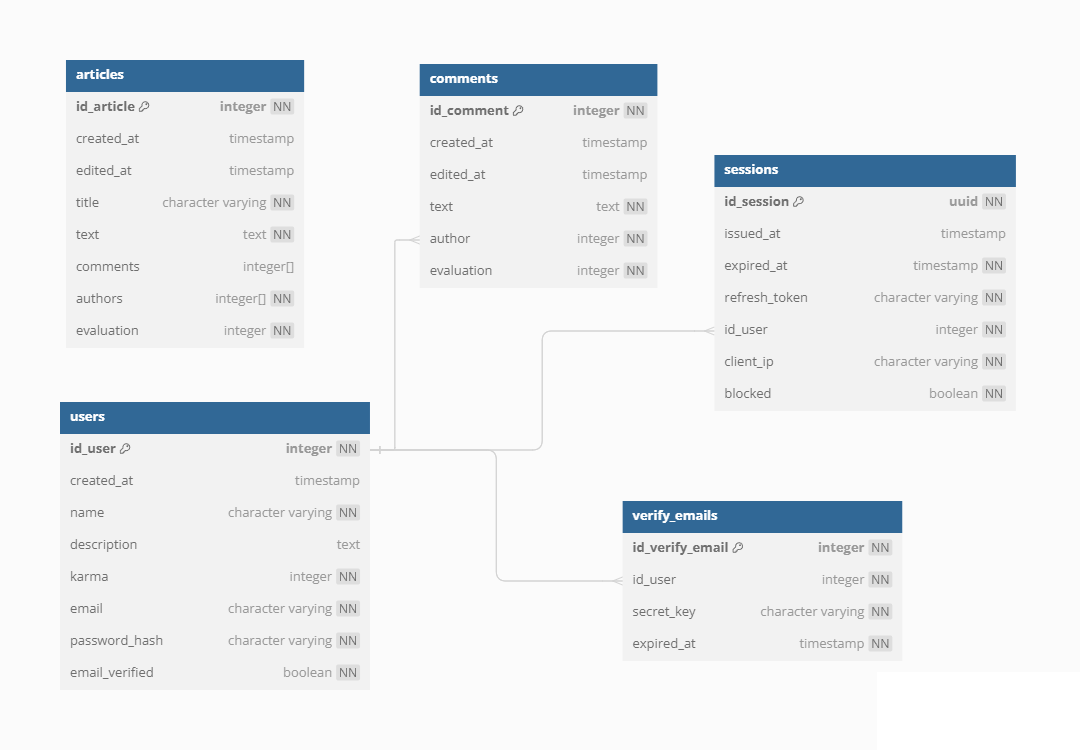 articles
id_article integer NN
created_at timestamp
edited_at timestamp
title character varying NN
text text NN
comments integer[]
authors integer[] NN
evaluation integer NN
comments
id_comment integer NN
created_at timestamp
edited_at timestamp
text text NN
author integer NN
evaluation integer NN
sessions
id_session uuid NN
issued_at timestamp
expired_at timestamp NN
refresh_token character varying NN
id_user integer NN
client_ip character varying NN
blocked boolean NN
users
id_user integer NN
created_at timestamp
name character varying NN
description text
karma integer NN
email character varying NN
password_hash character varying NN
email_verified boolean NN
verify_emails
id_verify_email integer NN
id_user integer NN
secret_key character varying NN
expired_at timestamp NN